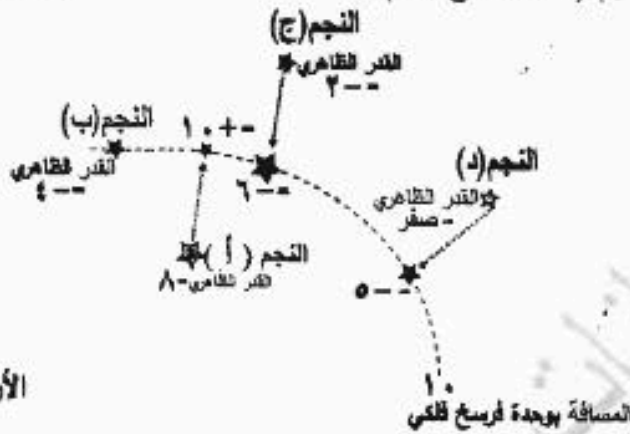 النجم(ج)
القدر الظاهري
-–٢
النجم(ب)
-+١٠
القدر الظاهري
-–٤
-–٦
النجم(د)
القدر الظاهري
- صفر
النجم (أ)
القدر الظاهري-٨
-–٥
١٠
المسافة بوحدة فرسخ فلكي